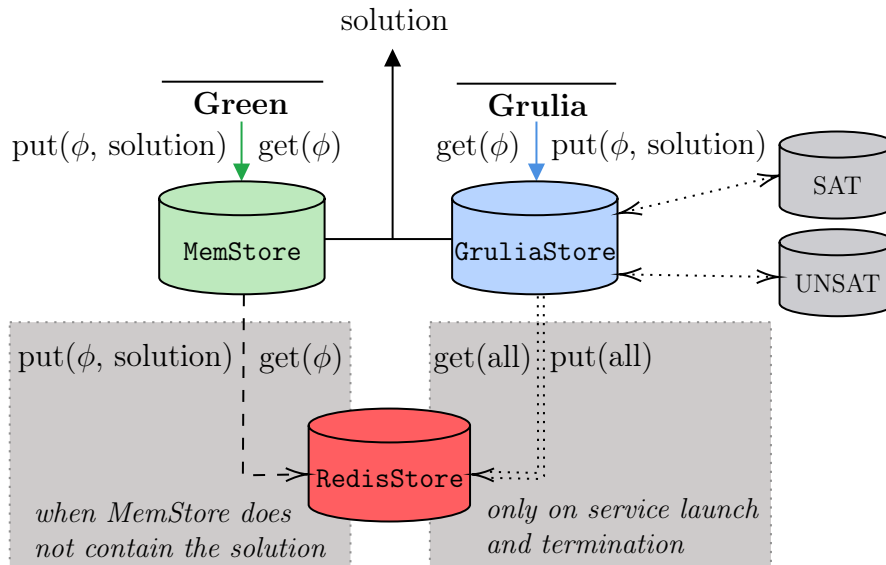 solution
Green
Grulia
put(ϕ, solution) get(ϕ)
get(ϕ) put(ϕ, solution)
SAT
MemStore
GruliaStore
UNSAT
put(ϕ, solution) get(ϕ)
get(all) put(all)
RedisStore
when MemStore does
not contain the solution
only on service launch
and termination